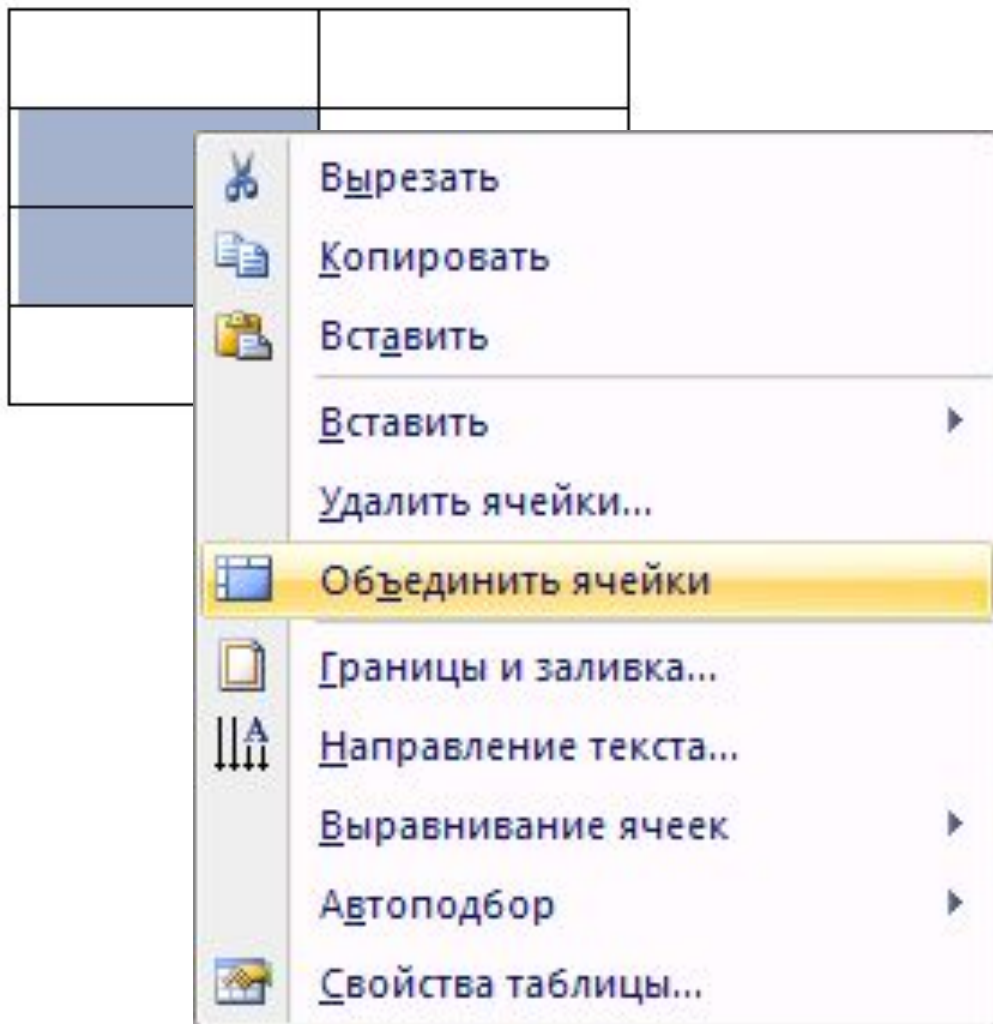 Вырезать
Копировать
Вставить
Вставить
Удалить ячейки...
Объединить ячейки
Границы и заливка...
Направление текста...
Выравнивание ячеек
Автоподбор
Свойства таблицы...